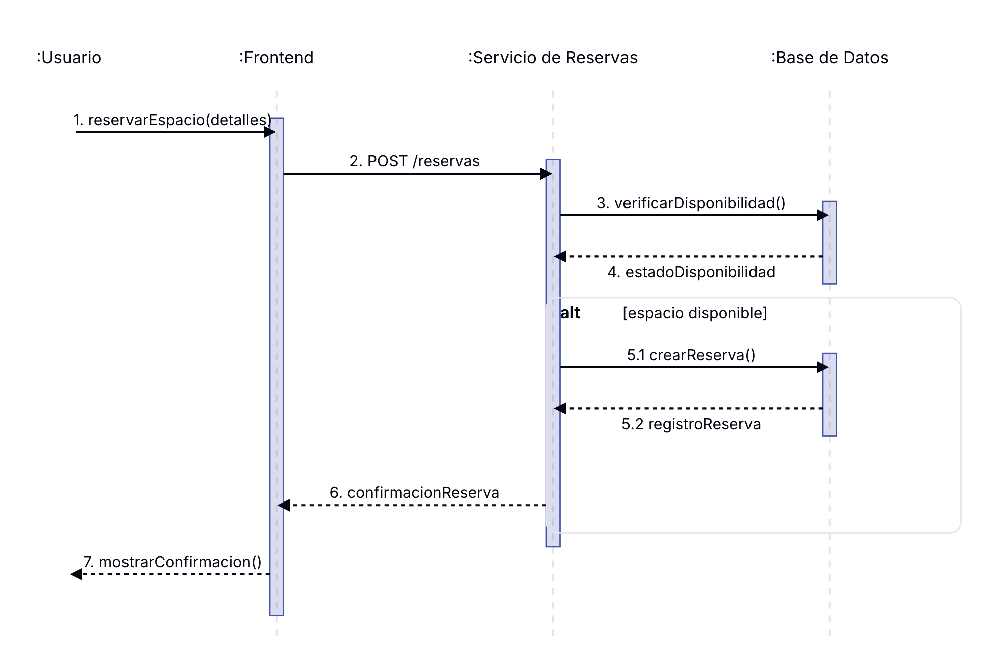 :Usuario
:Frontend
:Servicio de Reservas
:Base de Datos
1. reservarEspacio(detalles)
2. POST /reservas
3. verificarDisponibilidad()
4. estadoDisponibilidad
alt [espacio disponible]
5.1 crearReserva()
5.2 registroReserva
6. confirmacionReserva
7. mostrarConfirmacion()